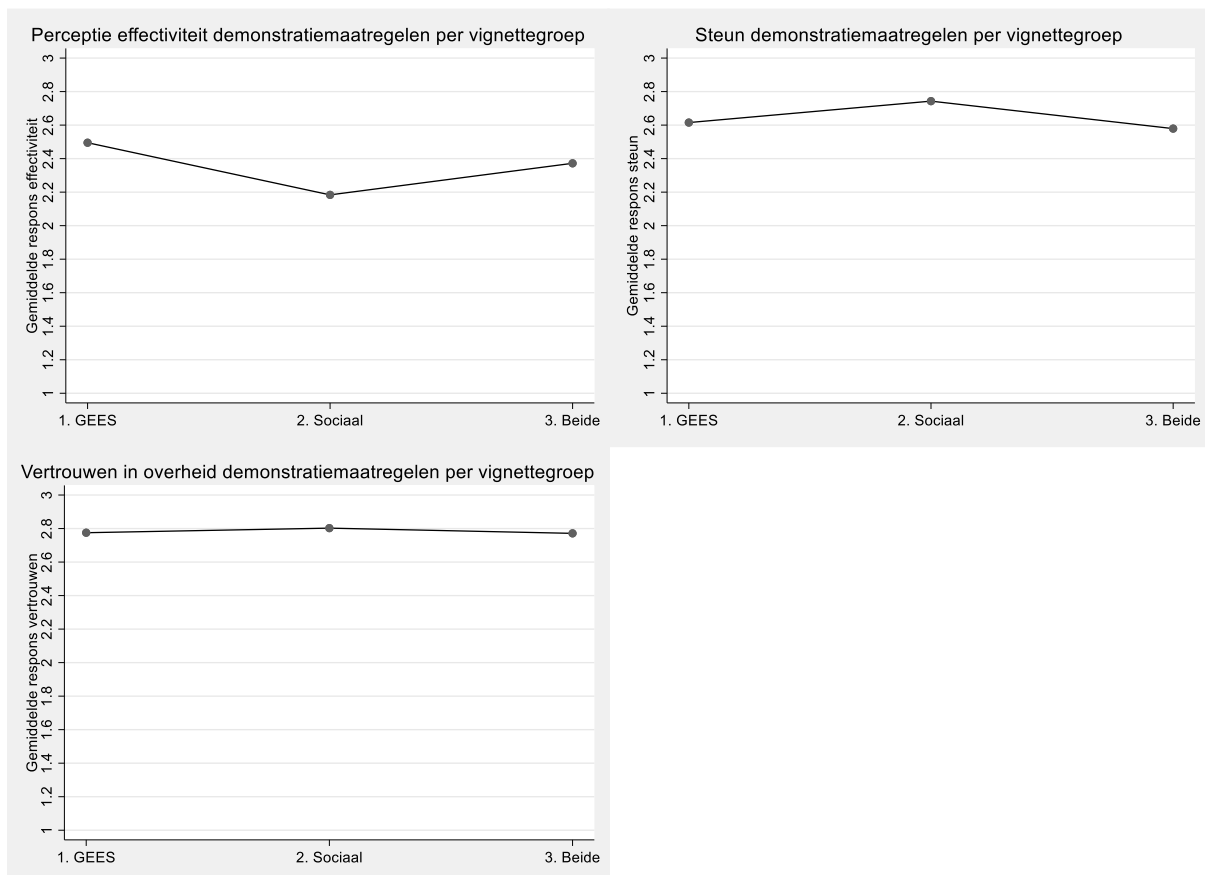 Perceptie effectiviteit demonstratiemaatregelen per vignettegroep
Gemiddelde respons effectiviteit
3
2.8
2.6
2.4
2.2
2
1.8
1.6
1.4
1.2
1
1. GEES
2. Sociaal
3. Beide
Steun demonstratiemaatregelen per vignettegroep
Gemiddelde respons steun
3
2.8
2.6
2.4
2.2
2
1.8
1.6
1.4
1.2
1
1. GEES
2. Sociaal
3. Beide
Vertrouwen in overheid demonstratiemaatregelen per vignettegroep
Gemiddelde respons vertrouwen
3
2.8
2.6
2.4
2.2
2
1.8
1.6
1.4
1.2
1
1. GEES
2. Sociaal
3. Beide